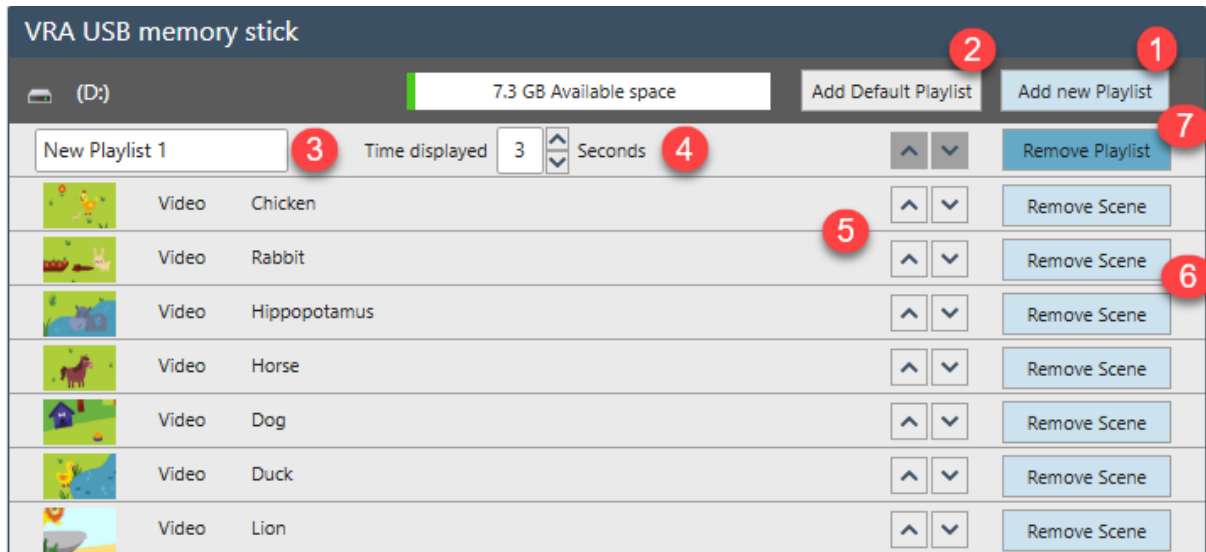 VRA USB memory stick
1
2
(D:) 7.3 GB Available space Add Default Playlist Add new Playlist
7
New Playlist 1 3 Time displayed 3 Seconds 4 Remove Playlist
Video Chicken Remove Scene
5
Video Rabbit Remove Scene
6
Video Hippopotamus Remove Scene
Video Horse Remove Scene
Video Dog Remove Scene
Video Duck Remove Scene
Video Lion Remove Scene